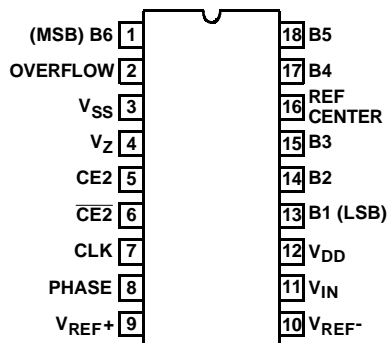 (MSB) B6 1
OVERFLOW 2
VSS 3
VZ 4
CE2 5
C̅E̅2̅ 6
CLK 7
PHASE 8
VREF+ 9
18 B5
17 B4
16 REF
CENTER
15 B3
14 B2
13 B1 (LSB)
12 VDD
11 VIN
10 VREF-